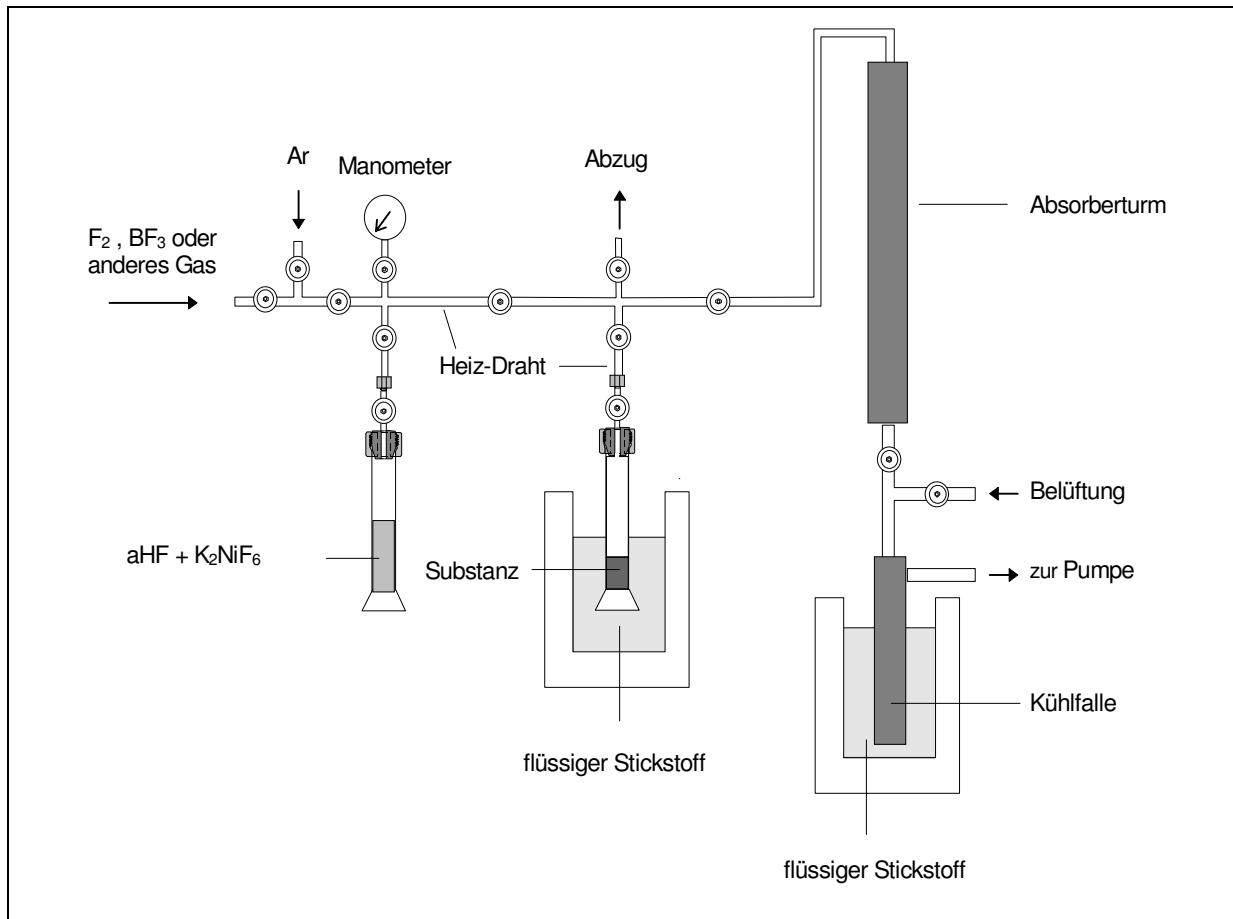 Ar
Manometer
Abzug
F₂ , BF₃ oder
anderes Gas
Absorberturm
Heiz-Draht
aHF + K₂NiF₆
Substanz
Belüftung
zur Pumpe
Kühlfalle
flüssiger Stickstoff
flüssiger Stickstoff